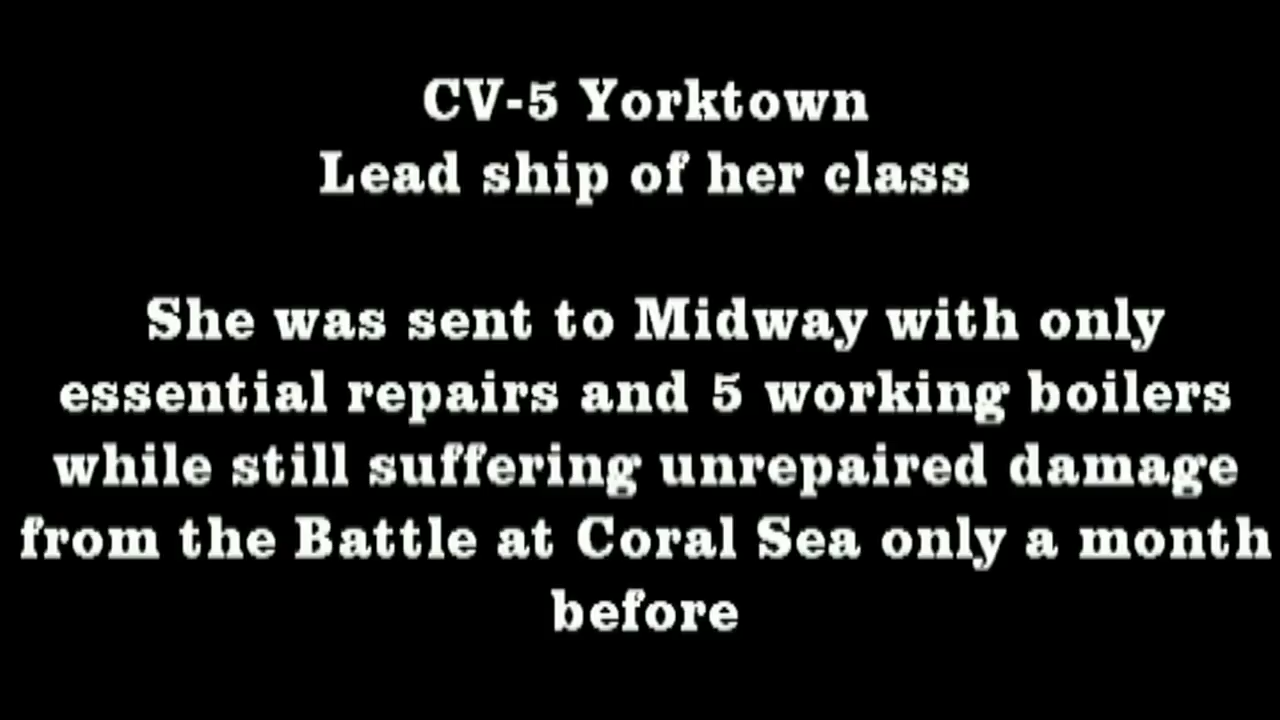 CV-5 Yorktown
Lead ship of her class
She was sent to Midway with only
essential repairs and 5 working boilers
while still suffering unrepaired damage
from the Battle at Coral Sea only a month
before